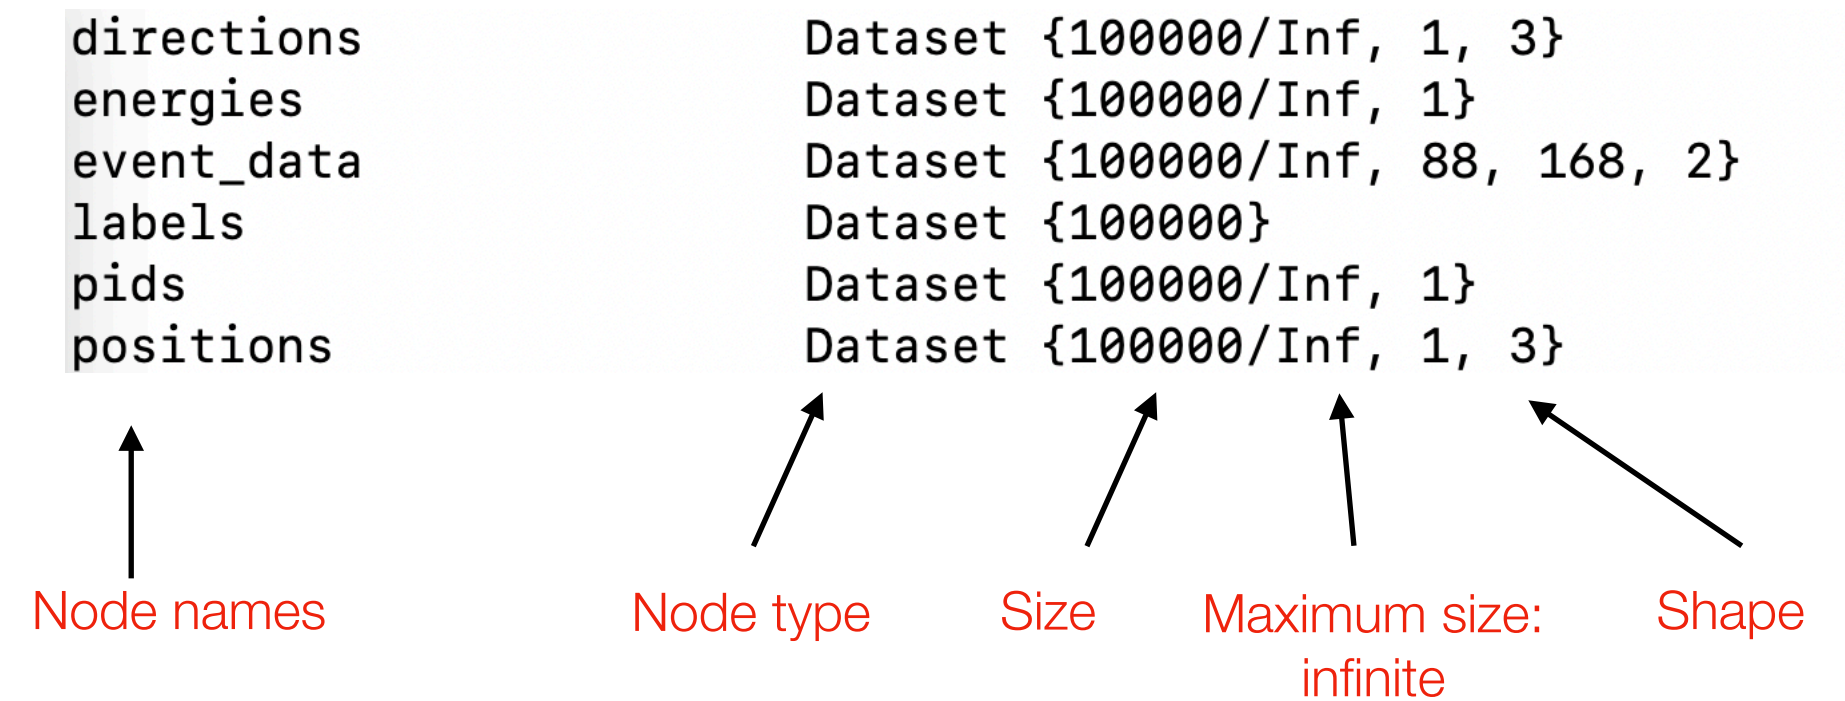 directions Dataset {100000/Inf, 1, 3}
energies Dataset {100000/Inf, 1}
event_data Dataset {100000/Inf, 88, 168, 2}
labels Dataset {100000}
pids Dataset {100000/Inf, 1}
positions Dataset {100000/Inf, 1, 3}
Node names Node type Size Maximum size: Shape
infinite